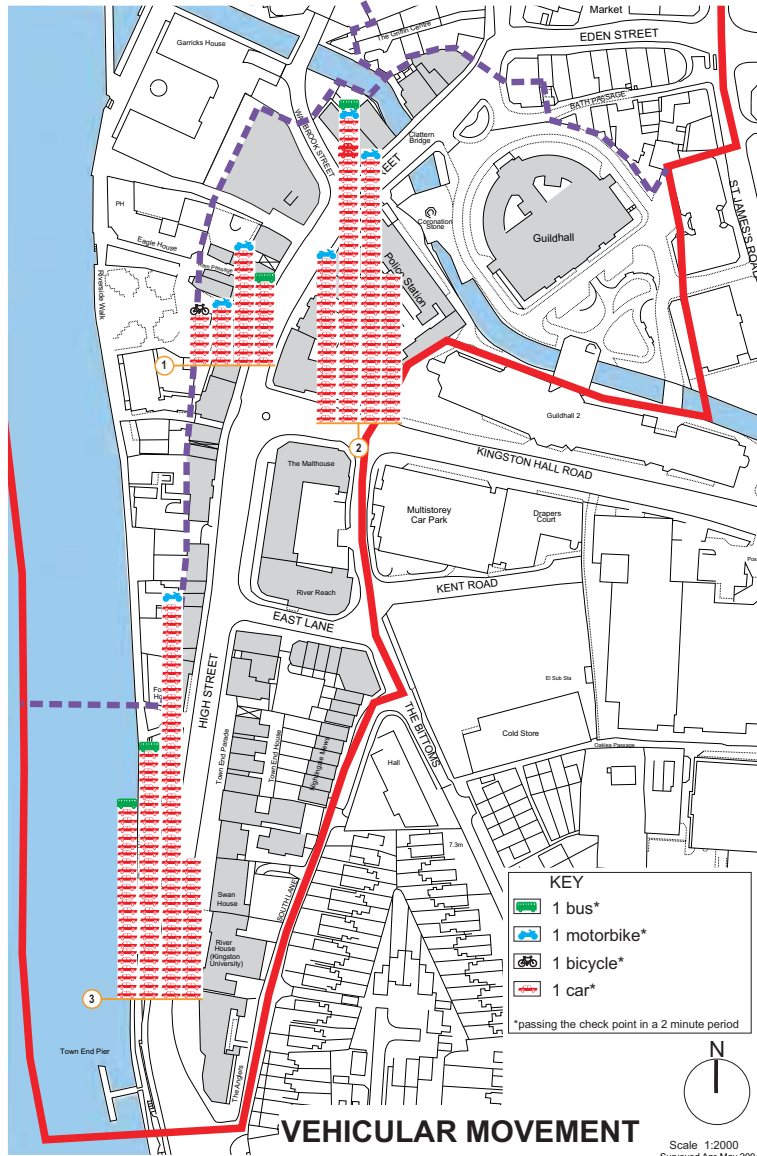 Market
EDEN STREET
The Griffin Centre
Garricks House
BATH PASSAGE
WESTBROOK STREET
Clattern
Bridge
ST JAMES'S ROAD
PH
Eagle House
Coronation
Stone
Guildhall
Police Station
Riverside Walk
1
Guildhall 2
2
KINGSTON HALL ROAD
The Malthouse
Multistorey
Car Park
Drapers
Court
River Reach
KENT ROAD
EAST LANE
El Sub Sta
HIGH STREET
THE BITTOMS
Cold Store
Town End Parade
Town End House
Nightingale Mews
Oaklea Passage
Hall
7.3m
SOUTH LANE
Swan
House
River
House
(Kingston
University)
KEY
1 bus*
1 motorbike*
1 bicycle*
1 car*
*passing the check point in a 2 minute period
3
Town End Pier
The Anglers
N
VEHICULAR MOVEMENT
Scale 1:2000